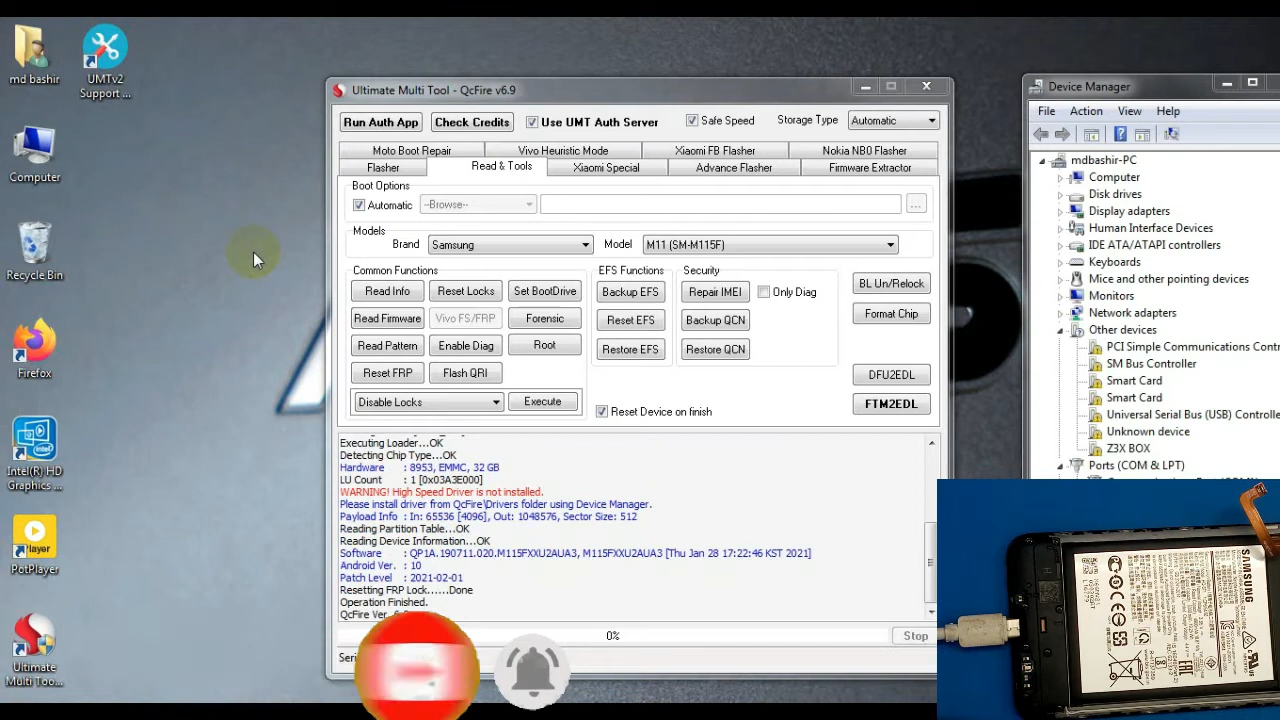 md bashir
UMTv2
Support ...
Computer
Recycle Bin
Firefox
Intel(R) HD
Graphics ...
PotPlayer
Ultimate
Multi Too...
Ultimate Multi Tool - QcFire v6.9
Run Auth App
Check Credits
Use UMT Auth Server
Safe Speed
Storage Type
Automatic
Moto Boot Repair
Vivo Heuristic Mode
Xiaomi FB Flasher
Nokia NB0 Flasher
Flasher
Read & Tools
Xiaomi Special
Advance Flasher
Firmware Extractor
Boot Options
Automatic
--Browse--
...
Models
Brand
Samsung
Model
M11 (SM-M115F)
Common Functions
Read Info
Reset Locks
Set BootDrive
Read Firmware
Vivo FS/FRP
Forensic
Read Pattern
Enable Diag
Root
Reset FRP
Flash QRI
Disable Locks
Execute
EFS Functions
Backup EFS
Reset EFS
Restore EFS
Security
Repair IMEI
Only Diag
Backup QCN
Restore QCN
BL Un/Relock
Format Chip
DFU2EDL
FTM2EDL
Reset Device on finish
Executing Loader...OK
Detecting Chip Type...OK
Hardware : 8953, EMMC, 32 GB
LU Count : 1 [0x03A3E000]
WARNING! High Speed Driver is not installed.
Please install driver from QcFire\Drivers folder using Device Manager.
Payload Info : In: 65536 [4096], Out: 1048576, Sector Size: 512
Reading Partition Table...OK
Reading Device Information...OK
Software : QP1A.190711.020.M115FXXU2AUA3, M115FXXU2AUA3 [Thu Jan 28 17:22:46 KST 2021]
Android Ver. : 10
Patch Level : 2021-02-01
Resetting FRP Lock......Done
Operation Finished.
QcFire Ver. 6
0%
Stop
Seri
Device Manager
File
Action
View
Help
mdbashir-PC
Computer
Disk drives
Display adapters
Human Interface Devices
IDE ATA/ATAPI controllers
Keyboards
Mice and other pointing devices
Monitors
Network adapters
Other devices
PCI Simple Communications Contr
SM Bus Controller
Smart Card
Smart Card
Universal Serial Bus (USB) Controlle
Unknown device
Z3X BOX
Ports (COM & LPT)
SAMSUNG